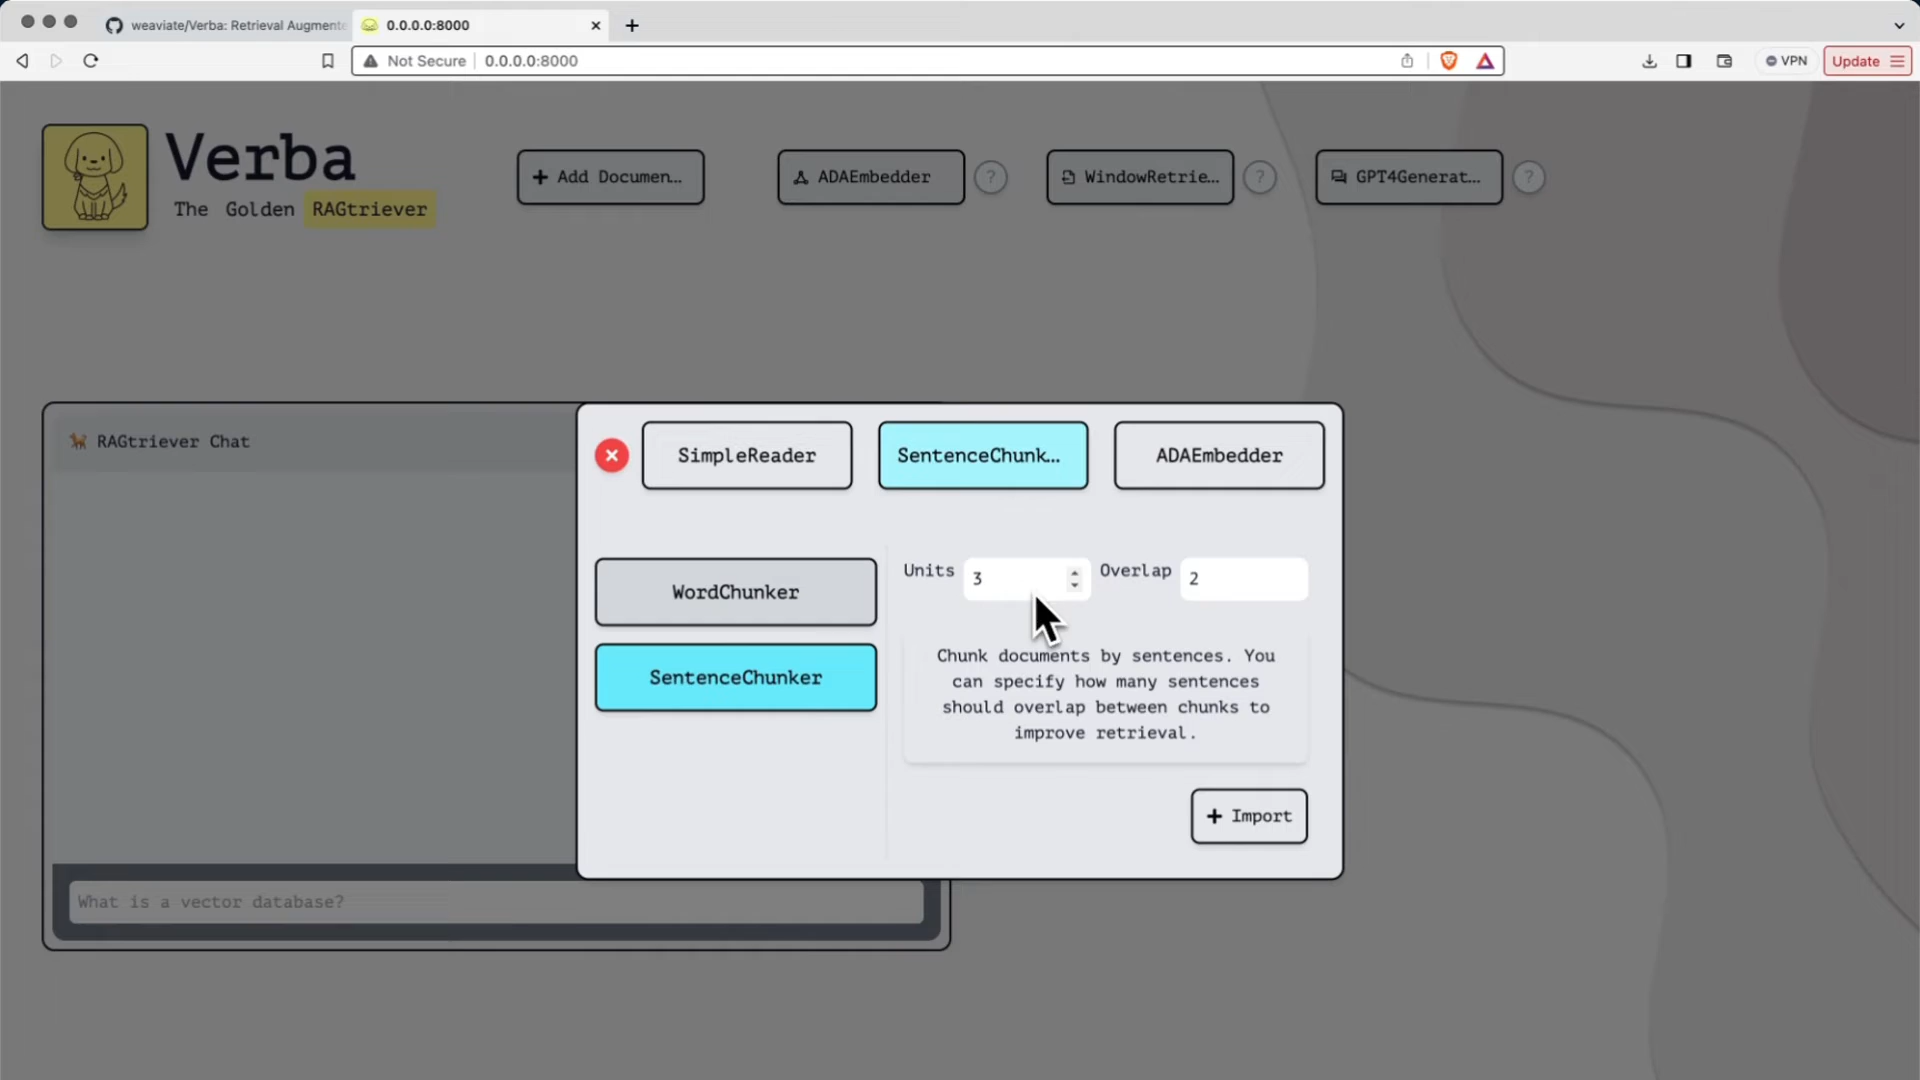 weaviate/Verba: Retrieval Augmente
0.0.0.0:8000
Not Secure
0.0.0.0:8000
VPN
Update
Verba
The Golden RAGtriever
+ Add Documen...
ADAEmbedder
?
WindowRetrie...
?
GPT4Generat...
?
RAGtriever Chat
SimpleReader
SentenceChunk...
ADAEmbedder
WordChunker
SentenceChunker
Units 3
Overlap 2
Chunk documents by sentences. You
can specify how many sentences
should overlap between chunks to
improve retrieval.
+ Import
What is a vector database?